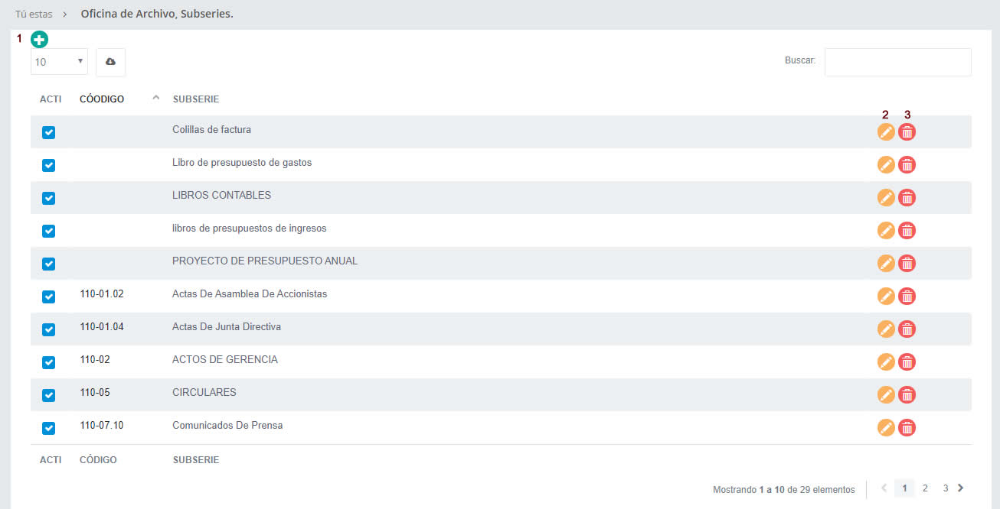 Tú estas > Oficina de Archivo, Subseries.
1
10
Buscar:
ACTI CÓODIGO SUBSERIE
2 3
Colillas de factura
Libro de presupuesto de gastos
LIBROS CONTABLES
libros de presupuestos de ingresos
PROYECTO DE PRESUPUESTO ANUAL
110-01.02 Actas De Asamblea De Accionistas
110-01.04 Actas De Junta Directiva
110-02 ACTOS DE GERENCIA
110-05 CIRCULARES
110-07.10 Comunicados De Prensa
ACTI CÓDIGO SUBSERIE
Mostrando 1 a 10 de 29 elementos < 1 2 3 >